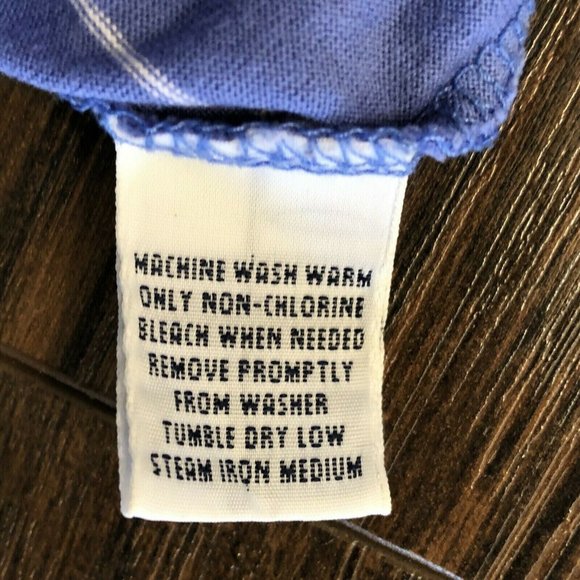 MACHINE WASH WARM
ONLY NON-CHLORINE
BLEACH WHEN NEEDED
REMOVE PROMPTLY
FROM WASHER
TUMBLE DRY LOW
STEAM IRON MEDIUM